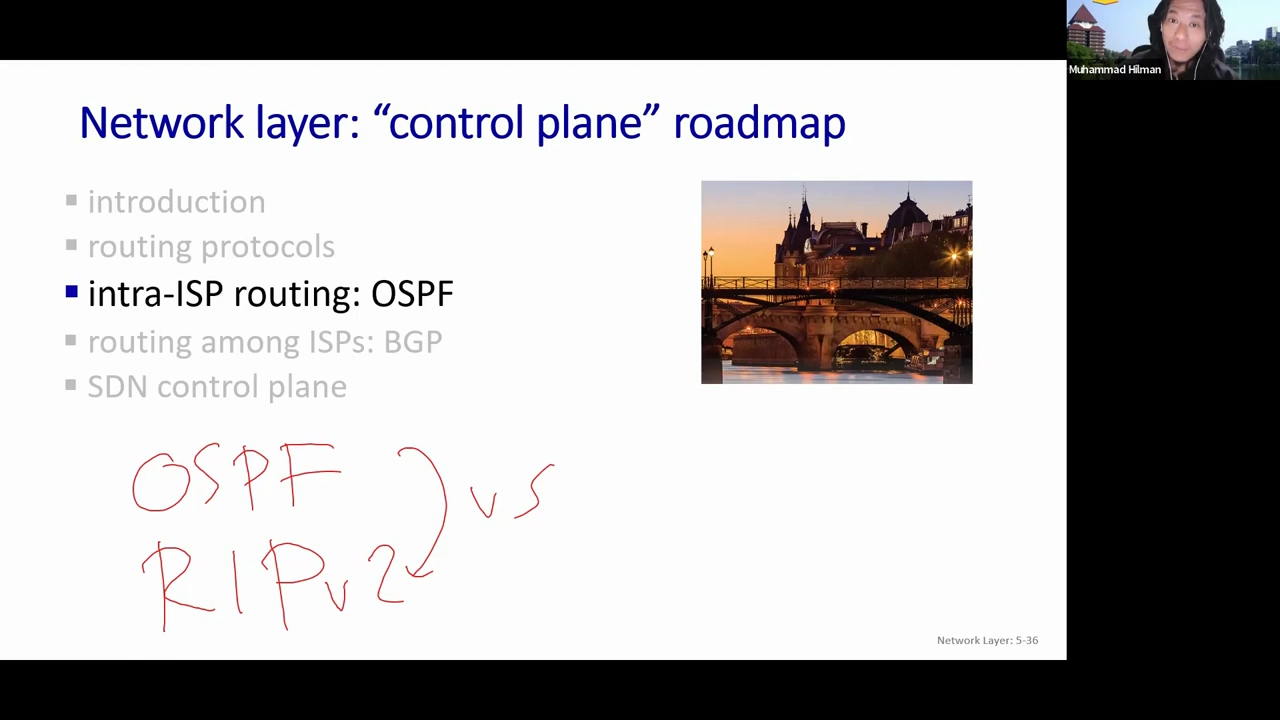 Muhammad Hilman
Network layer: “control plane” roadmap
▪ introduction
▪ routing protocols
▪ intra-ISP routing: OSPF
▪ routing among ISPs: BGP
▪ SDN control plane
OSPF
vs
RIPv2
Network Layer: 5-36